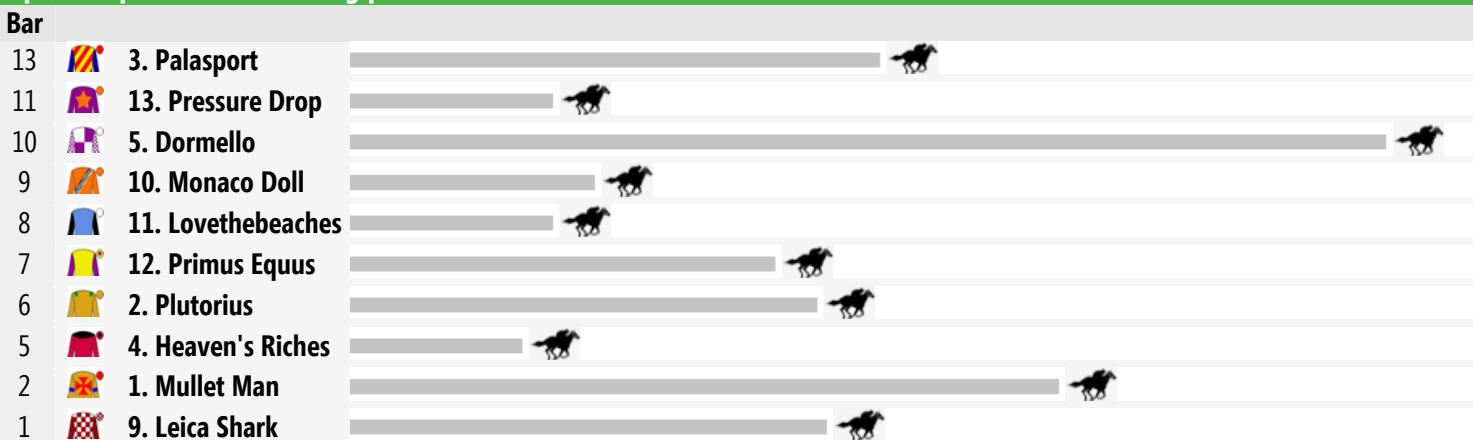 Bar
13 3. Palasport
11 13. Pressure Drop
10 5. Dormello
9 10. Monaco Doll
8 11. Lovethebeaches
7 12. Primus Equus
6 2. Plutorius
5 4. Heaven's Riches
2 1. Mullet Man
1 9. Leica Shark